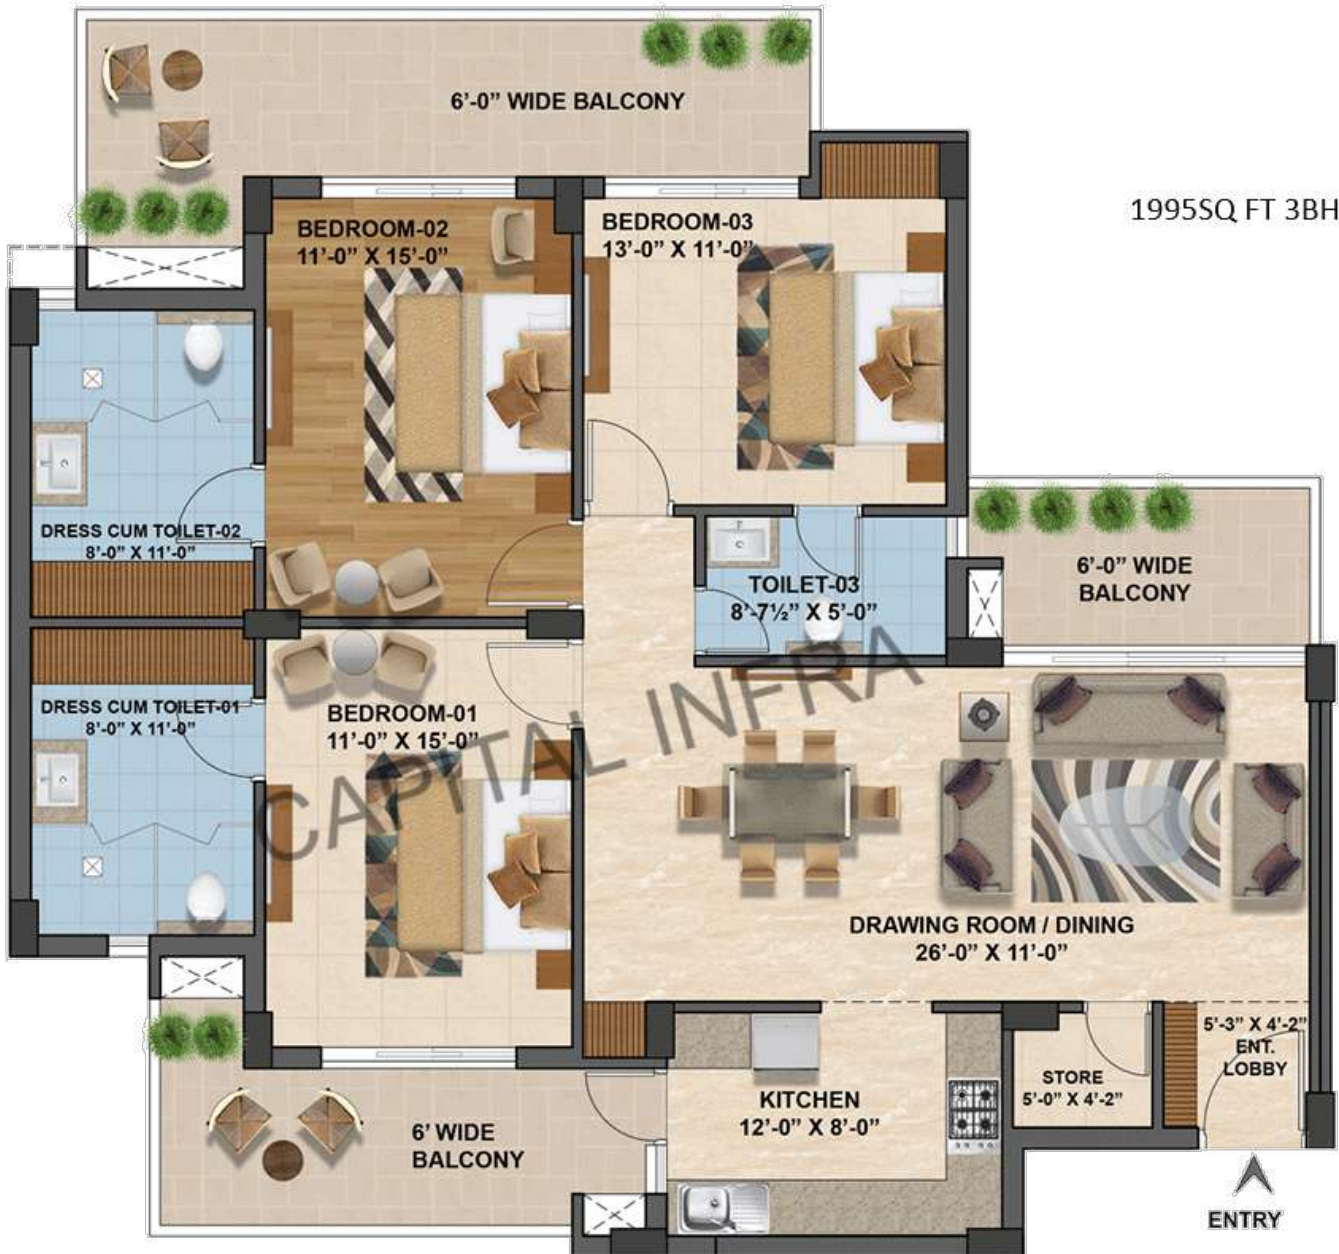 6'-0" WIDE BALCONY
1995SQ FT 3BH
BEDROOM-02
11'-0" X 15'-0"
BEDROOM-03
13'-0" X 11'-0"
DRESS CUM TOILET-02
8'-0" X 11'-0"
TOILET-03
8'-7½" X 5'-0"
6'-0" WIDE
BALCONY
DRESS CUM TOILET-01
8'-0" X 11'-0"
BEDROOM-01
11'-0" X 15'-0"
CAPITAL INFRA
DRAWING ROOM / DINING
26'-0" X 11'-0"
5'-3" X 4'-2"
ENT.
LOBBY
STORE
5'-0" X 4'-2"
KITCHEN
12'-0" X 8'-0"
6' WIDE
BALCONY
ENTRY